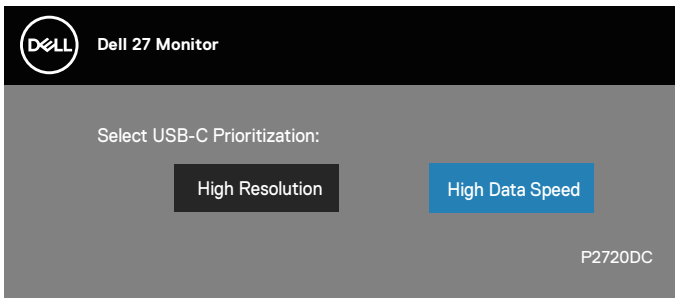 DELL Dell 27 Monitor
Select USB-C Prioritization:
High Resolution High Data Speed
P2720DC